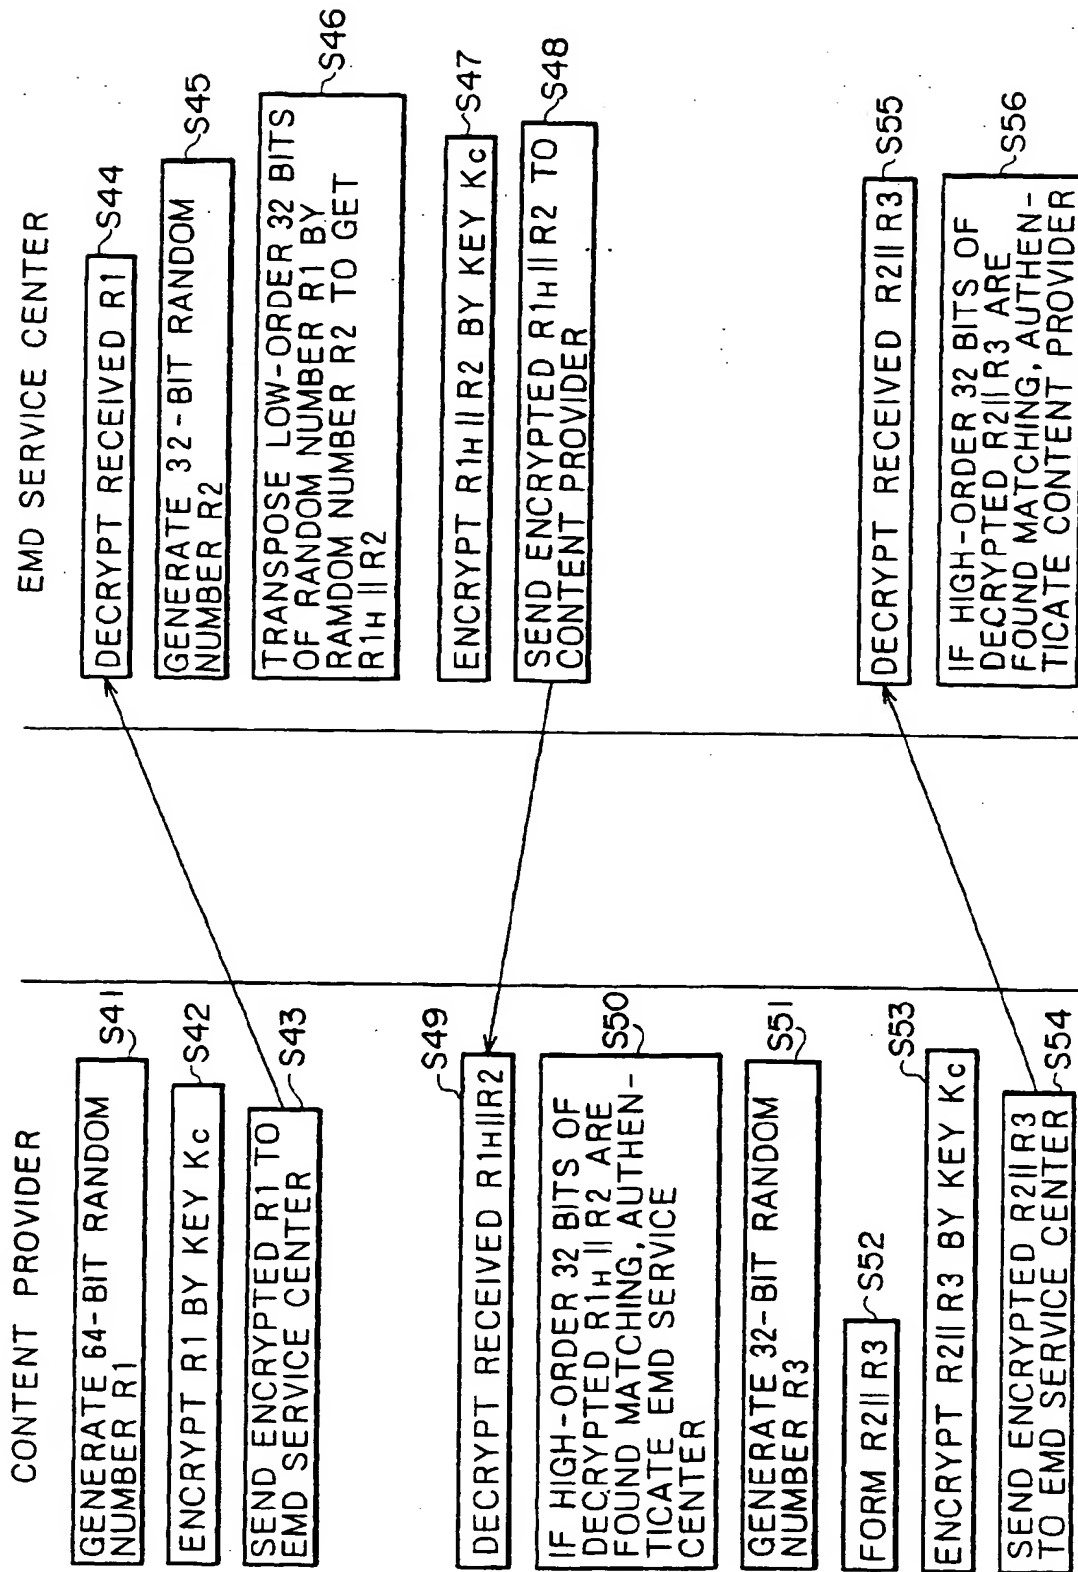 CONTENT PROVIDER
GENERATE 64-BIT RANDOM
NUMBER R1
S41
ENCRYPT R1 BY KEY Kc
S42
SEND ENCRYPTED R1 TO
EMD SERVICE CENTER
S43
EMD SERVICE CENTER
DECRYPT RECEIVED R1
S44
GENERATE 32-BIT RANDOM
NUMBER R2
S45
TRANSPOSE LOW-ORDER 32 BITS
OF RANDOM NUMBER R1 BY
RAMDOM NUMBER R2 TO GET
R1H || R2
S46
ENCRYPT R1H || R2 BY KEY Kc
S47
SEND ENCRYPTED R1H || R2 TO
CONTENT PROVIDER
S48
DECRYPT RECEIVED R1H||R2
S49
IF HIGH-ORDER 32 BITS OF
DECRYPTED R1H || R2 ARE
FOUND MATCHING, AUTHEN-
TICATE EMD SERVICE
CENTER
S50
GENERATE 32-BIT RANDOM
NUMBER R3
S51
FORM R2|| R3
S52
ENCRYPT R2|| R3 BY KEY Kc
S53
SEND ENCRYPTED R2|| R3
TO EMD SERVICE CENTER
S54
DECRYPT RECEIVED R2|| R3
S55
IF HIGH-ORDER 32 BITS OF
DECRYPTED R2|| R3 ARE
FOUND MATCHING, AUTHEN-
TICATE CONTENT PROVIDER
S56